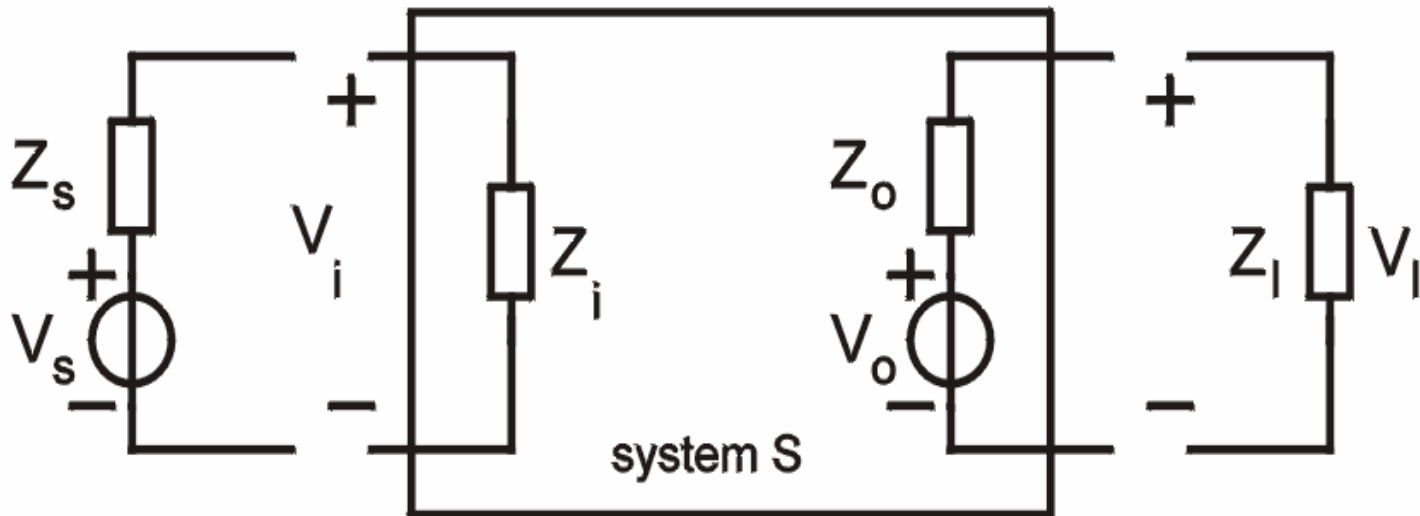 + +
Z_s Z_o
V_i Z_i Z_l V_l
+ +
V_s V_o
− − − −
system S